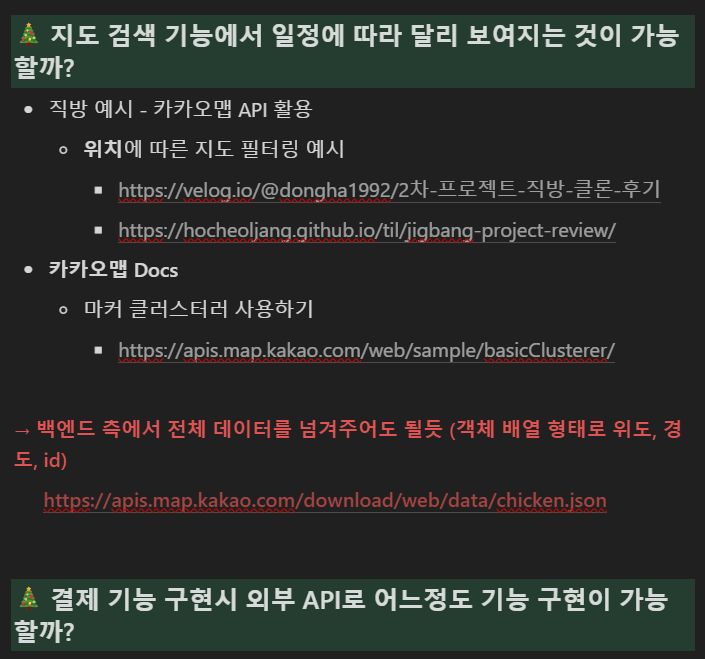 🎄 지도 검색 기능에서 일정에 따라 달리 보여지는 것이 가능
할까?
• 직방 예시 - 카카오맵 API 활용
◦ 위치에 따른 지도 필터링 예시
▪ https://velog.io/@dongha1992/2차-프로젝트-직방-클론-후기
▪ https://hocheoljang.github.io/til/jigbang-project-review/
• 카카오맵 Docs
◦ 마커 클러스터러 사용하기
▪ https://apis.map.kakao.com/web/sample/basicClusterer/
→ 백엔드 측에서 전체 데이터를 넘겨주어도 될듯 (객체 배열 형태로 위도, 경
도, id)
https://apis.map.kakao.com/download/web/data/chicken.json
🎄 결제 기능 구현시 외부 API로 어느정도 기능 구현이 가능
할까?